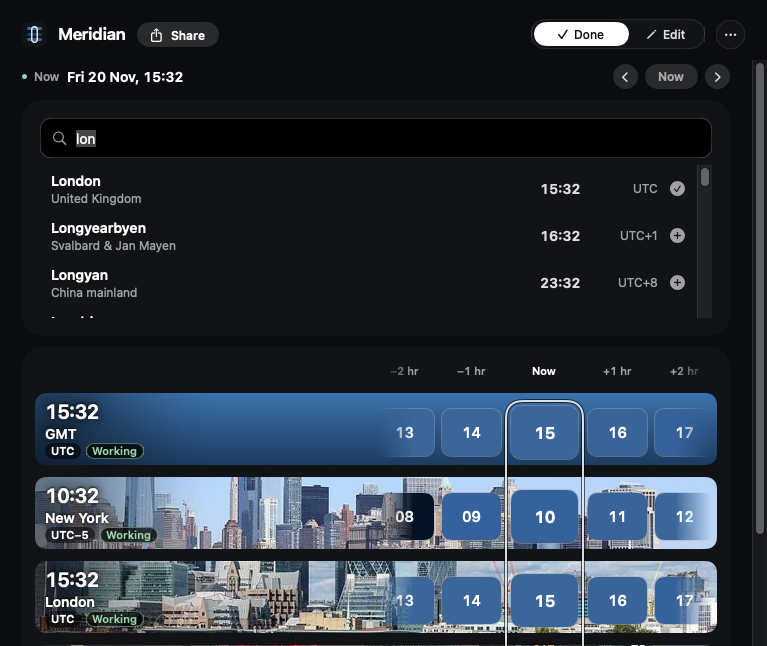 Meridian Share Done Edit
Now Fri 20 Nov, 15:32 Now
lon
London
United Kingdom
15:32 UTC
Longyearbyen
Svalbard & Jan Mayen
16:32 UTC+1
Longyan
China mainland
23:32 UTC+8
−2 hr −1 hr Now +1 hr +2 hr
15:32
GMT
UTC Working
13 14 15 16 17
10:32
New York
UTC−5 Working
08 09 10 11 12
15:32
London
UTC Working
13 14 15 16 17